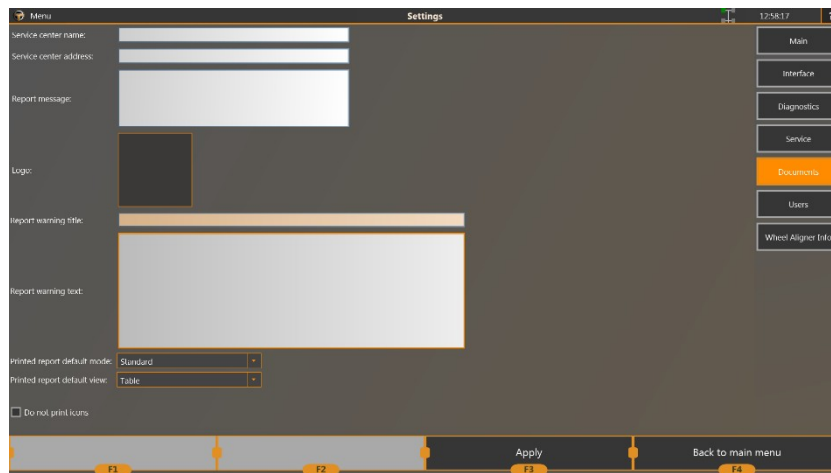 Menu
Settings
12:58:17
Service center name:
Service center address:
Report message:
Logo:
Report warning title:
Report warning text:
Printed report default mode: Standard
Printed report default view: Table
Do not print icons
Main
Interface
Diagnostics
Service
Documents
Users
Wheel Aligner Info
F1
F2
Apply
F3
Back to main menu
F4